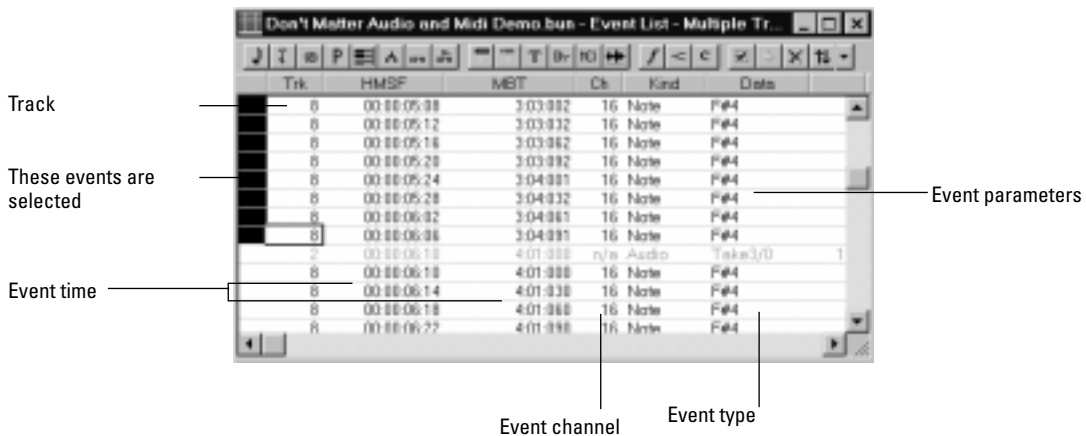 Don't Matter Audio and Midi Demo.bun - Event List - Multiple Tr...
P
Trk HMSF MBT Ch Kind Data
8 00:00:05:08 3:03:002 16 Note F#4
8 00:00:05:12 3:03:032 16 Note F#4
8 00:00:05:16 3:03:062 16 Note F#4
8 00:00:05:20 3:03:092 16 Note F#4
8 00:00:05:24 3:04:001 16 Note F#4
8 00:00:05:28 3:04:032 16 Note F#4
8 00:00:06:02 3:04:061 16 Note F#4
8 00:00:06:06 3:04:091 16 Note F#4
2 00:00:06:10 4:01:000 n/a Audio Take3/0 1
8 00:00:06:10 4:01:000 16 Note F#4
8 00:00:06:14 4:01:030 16 Note F#4
8 00:00:06:18 4:01:060 16 Note F#4
8 00:00:06:22 4:01:090 16 Note F#4
Track
These events are
selected
Event time
Event parameters
Event channel
Event type